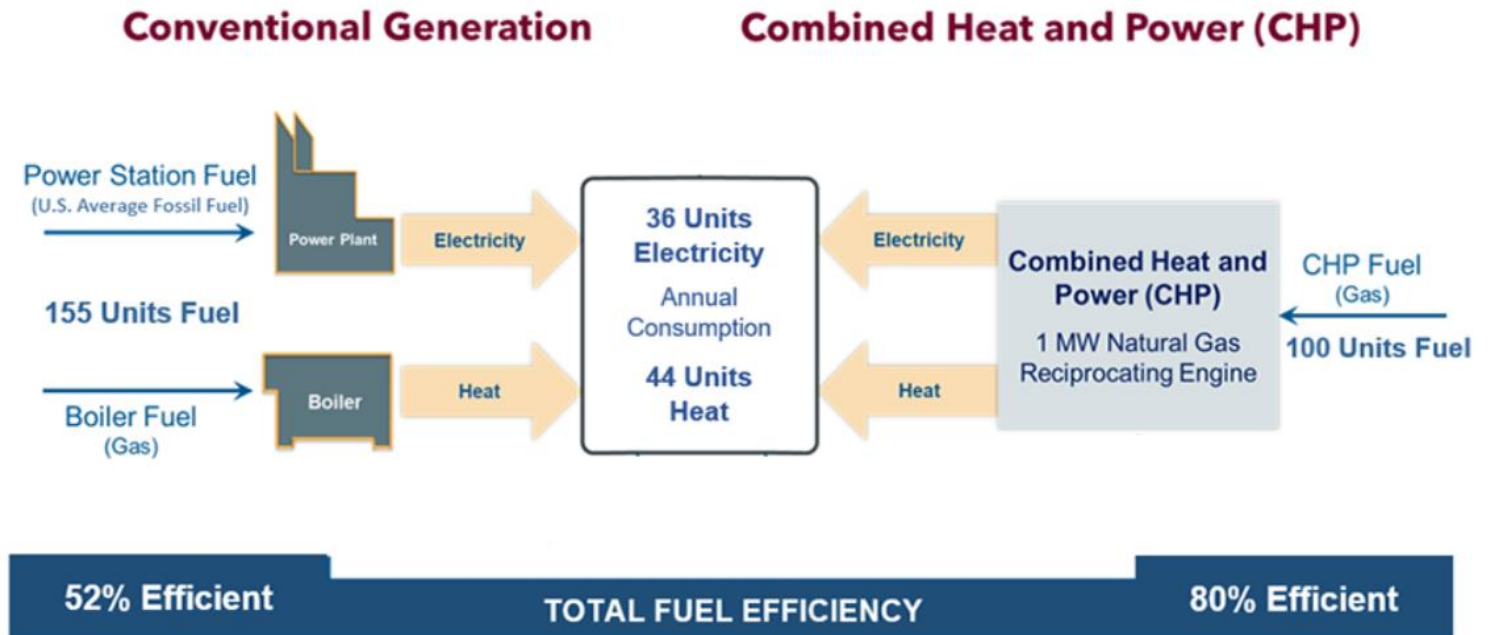 Conventional Generation
Combined Heat and Power (CHP)
Power Station Fuel
(U.S. Average Fossil Fuel)
Power Plant
Electricity
155 Units Fuel
Boiler
Heat
Boiler Fuel
(Gas)
36 Units
Electricity
Annual
Consumption
44 Units
Heat
Electricity
Heat
Combined Heat and
Power (CHP)
1 MW Natural Gas
Reciprocating Engine
CHP Fuel
(Gas)
100 Units Fuel
52% Efficient
TOTAL FUEL EFFICIENCY
80% Efficient